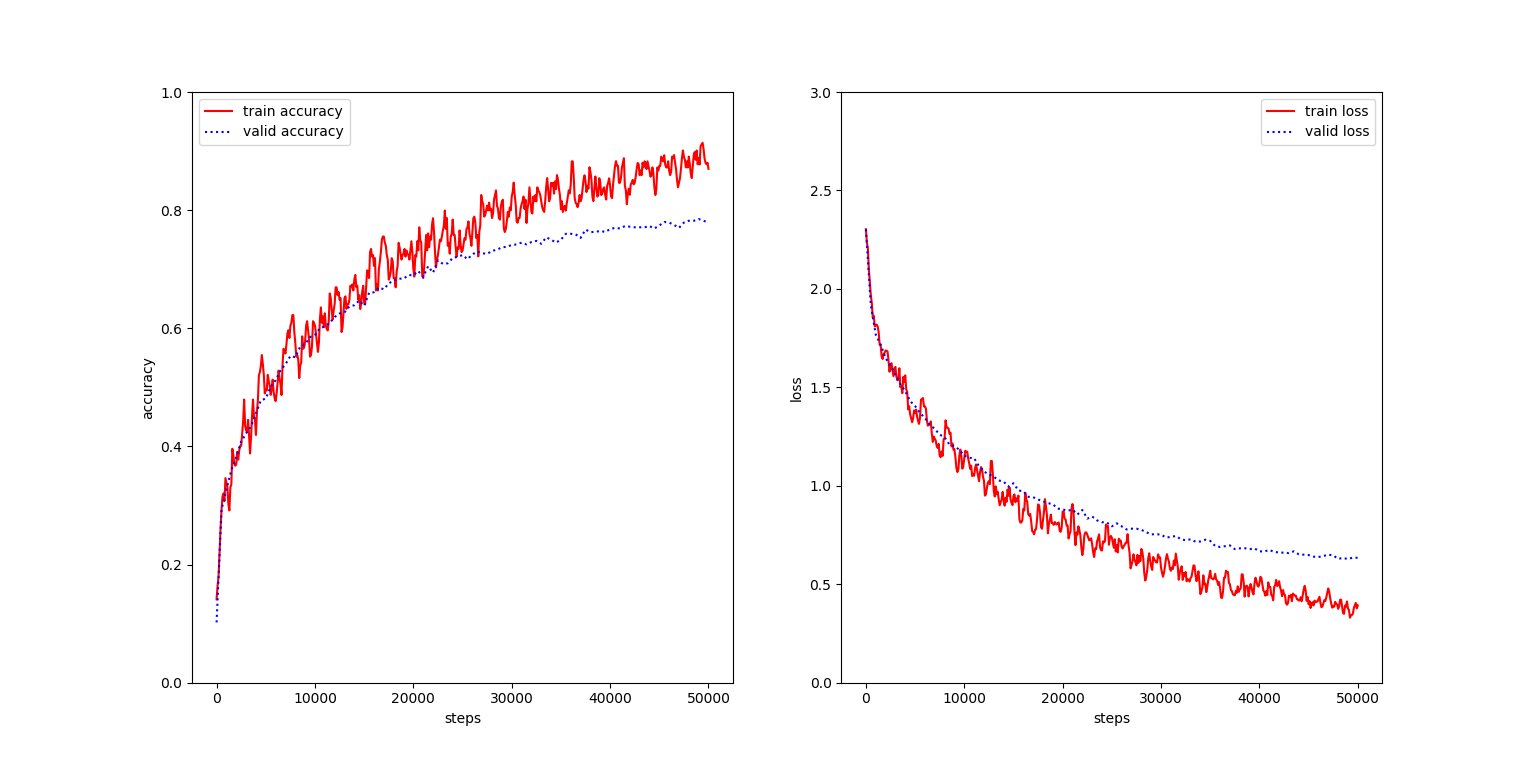 train accuracy
valid accuracy
1.0
0.8
0.6
0.4
0.2
0.0
accuracy
0 10000 20000 30000 40000 50000
steps
train loss
valid loss
3.0
2.5
2.0
1.5
1.0
0.5
0.0
loss
0 10000 20000 30000 40000 50000
steps